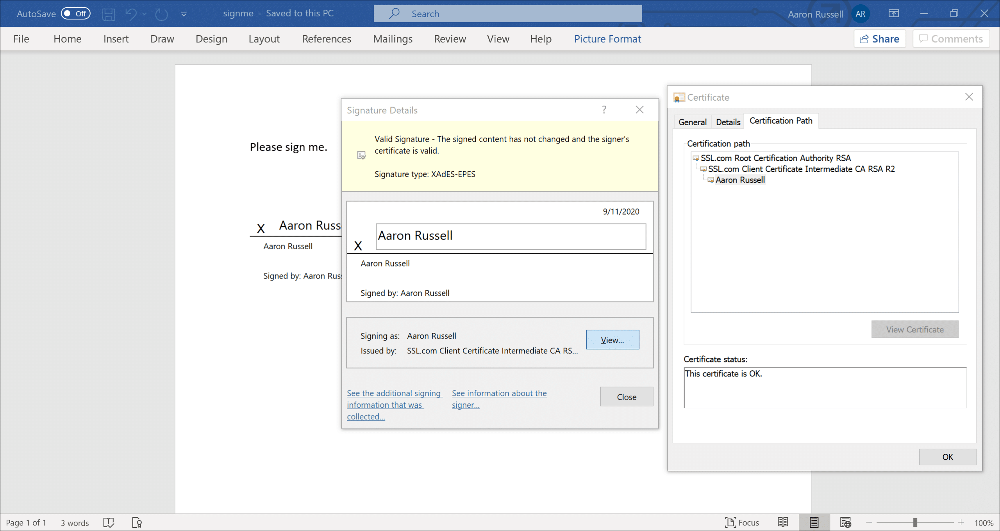 AutoSave Off signme - Saved to this PC Search Aaron Russell AR
File Home Insert Draw Design Layout References Mailings Review View Help Picture Format Share Comments
Please sign me.
X Aaron Russ
Aaron Russell
Signed by: Aaron Rus
Signature Details ?
Valid Signature - The signed content has not changed and the signer's
certificate is valid.
Signature type: XAdES-EPES
9/11/2020
Aaron Russell
X
Aaron Russell
Signed by: Aaron Russell
Signing as: Aaron Russell
View...
Issued by: SSL.com Client Certificate Intermediate CA RS...
See the additional signing
information that was
collected...
See information about the
signer...
Close
Certificate
General Details Certification Path
Certification path
SSL.com Root Certification Authority RSA
SSL.com Client Certificate Intermediate CA RSA R2
Aaron Russell
View Certificate
Certificate status:
This certificate is OK.
OK
Page 1 of 1 3 words Focus 100%